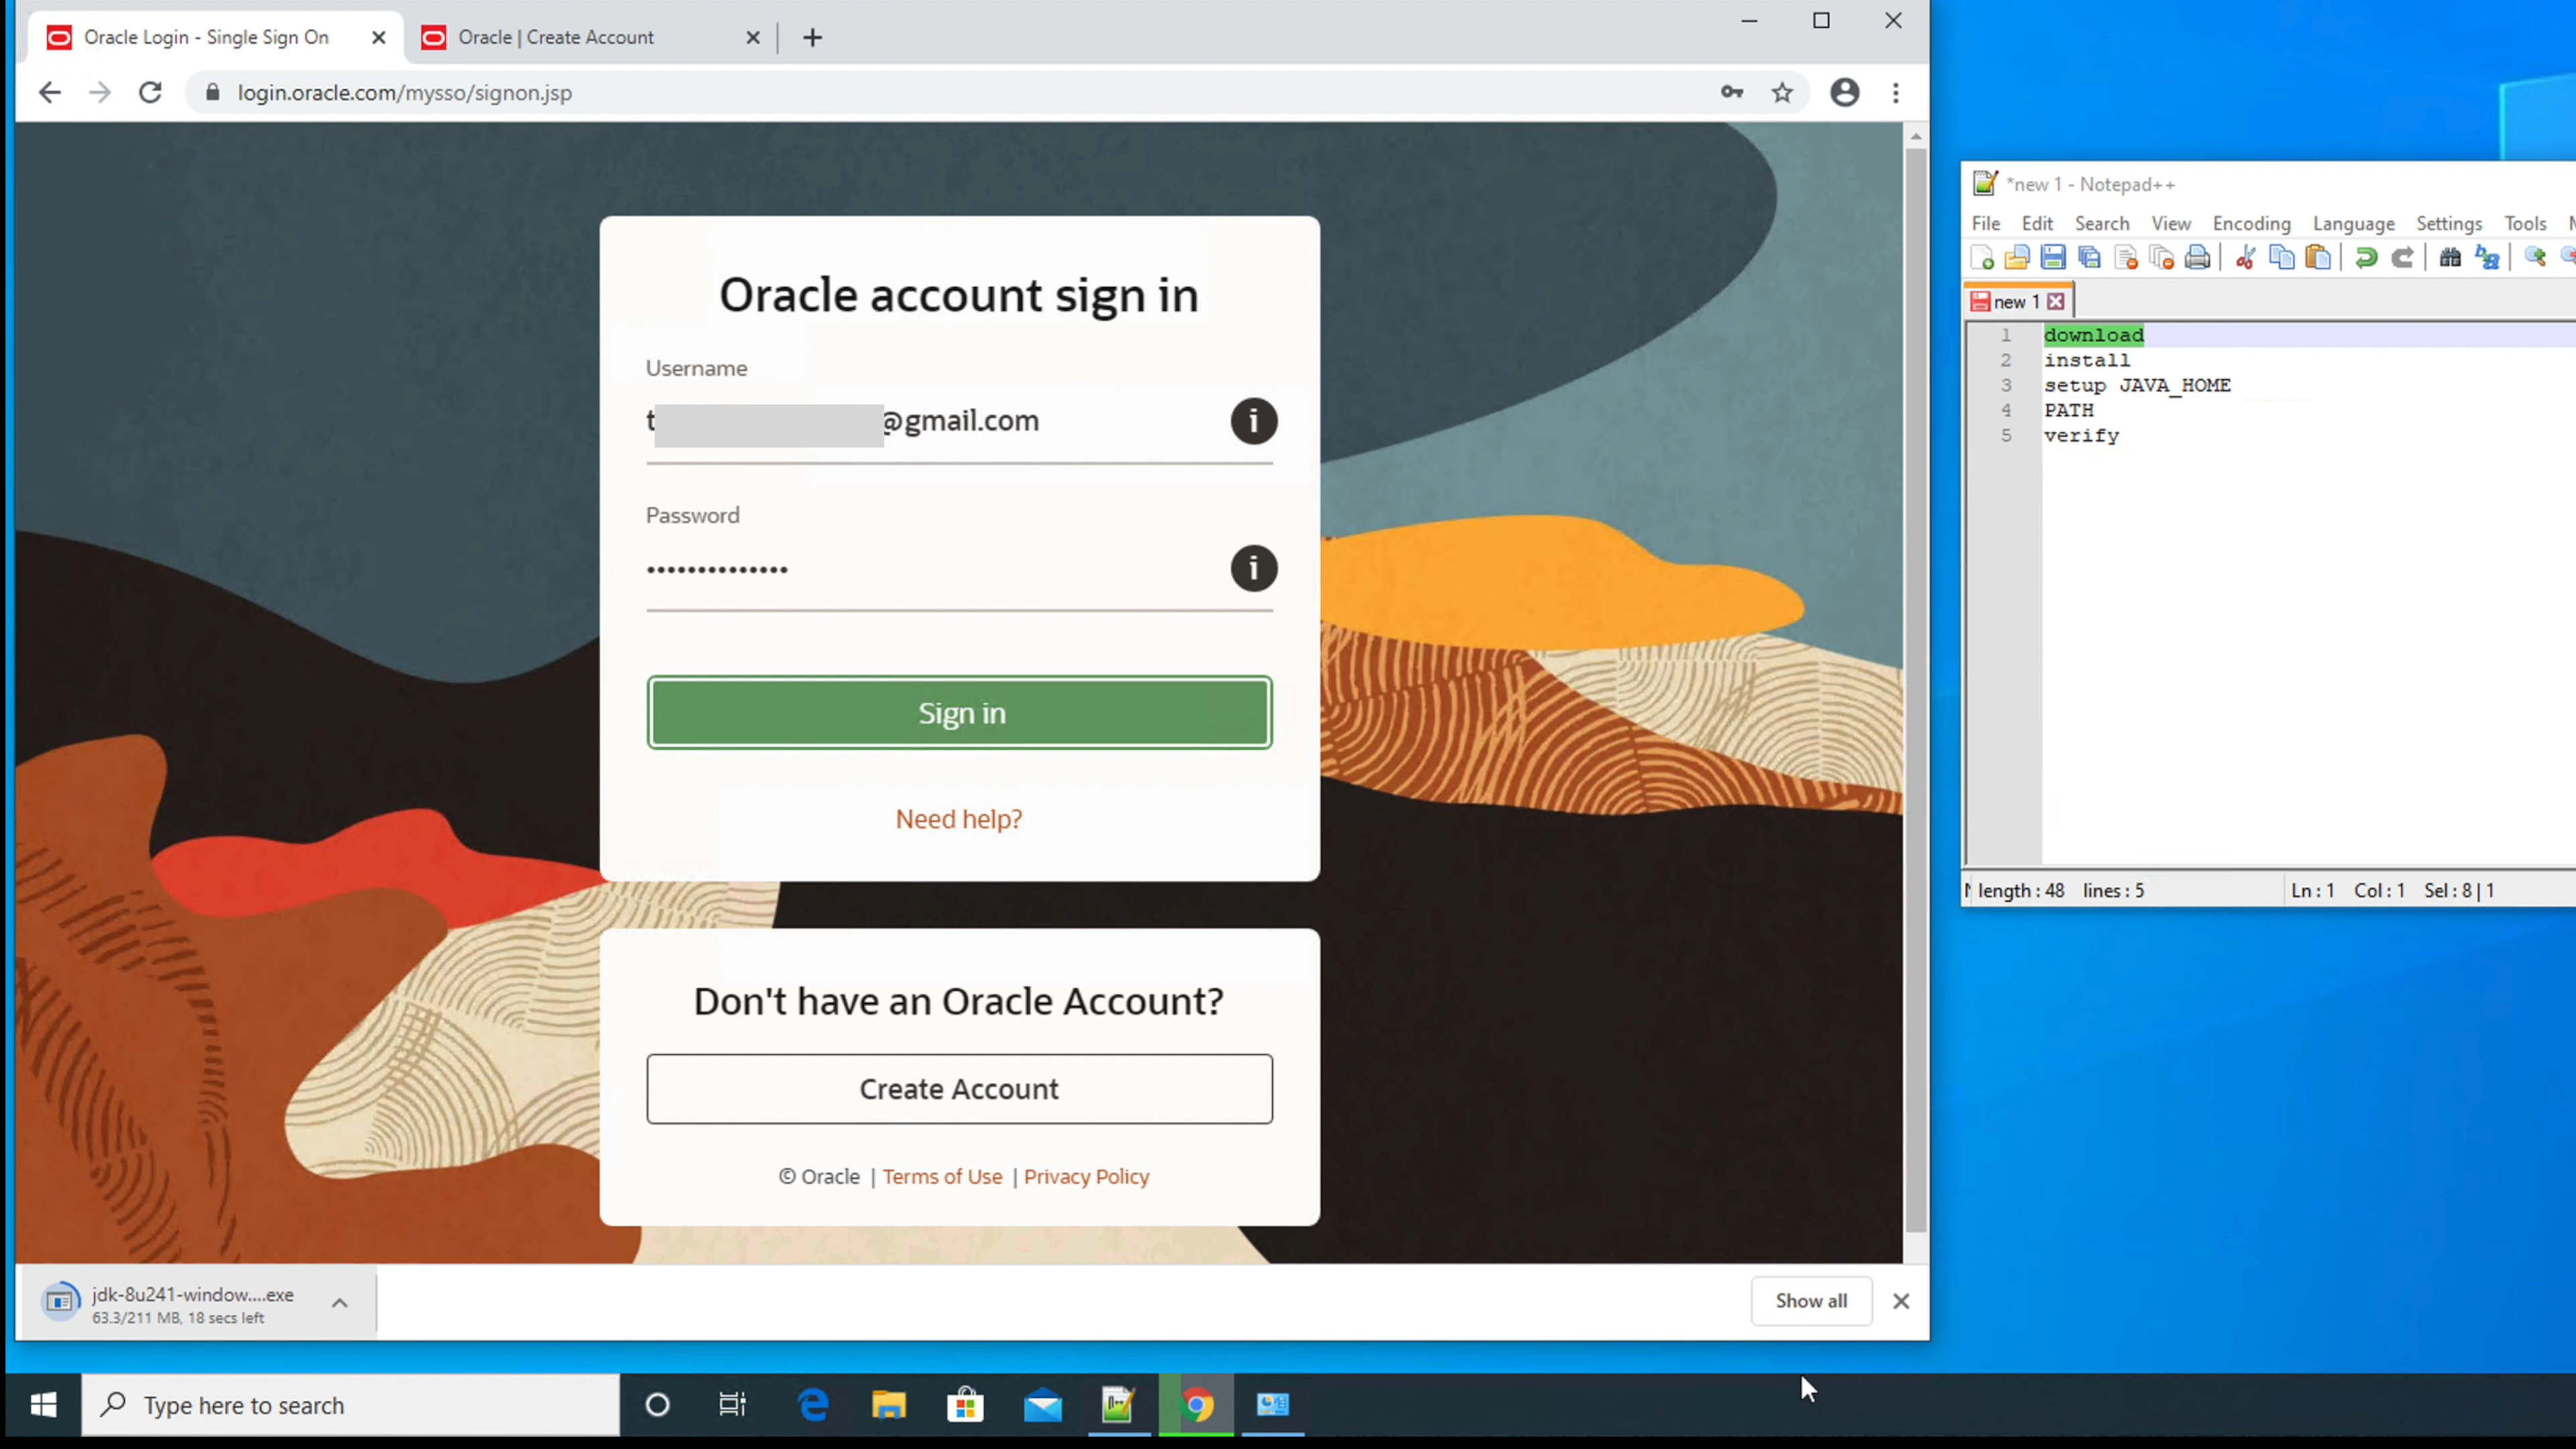 Oracle Login - Single Sign On
Oracle | Create Account
login.oracle.com/mysso/signon.jsp
Oracle account sign in
Username
t
@gmail.com
Password
••••••••••••••
Sign in
Need help?
Don't have an Oracle Account?
Create Account
© Oracle | Terms of Use | Privacy Policy
jdk-8u241-window....exe
63.3/211 MB, 18 secs left
Show all
*new 1 - Notepad++
File Edit Search View Encoding Language Settings Tools
new 1
1 download
2 install
3 setup JAVA_HOME
4 PATH
5 verify
length : 48 lines : 5 Ln : 1 Col : 1 Sel : 8 | 1
Type here to search